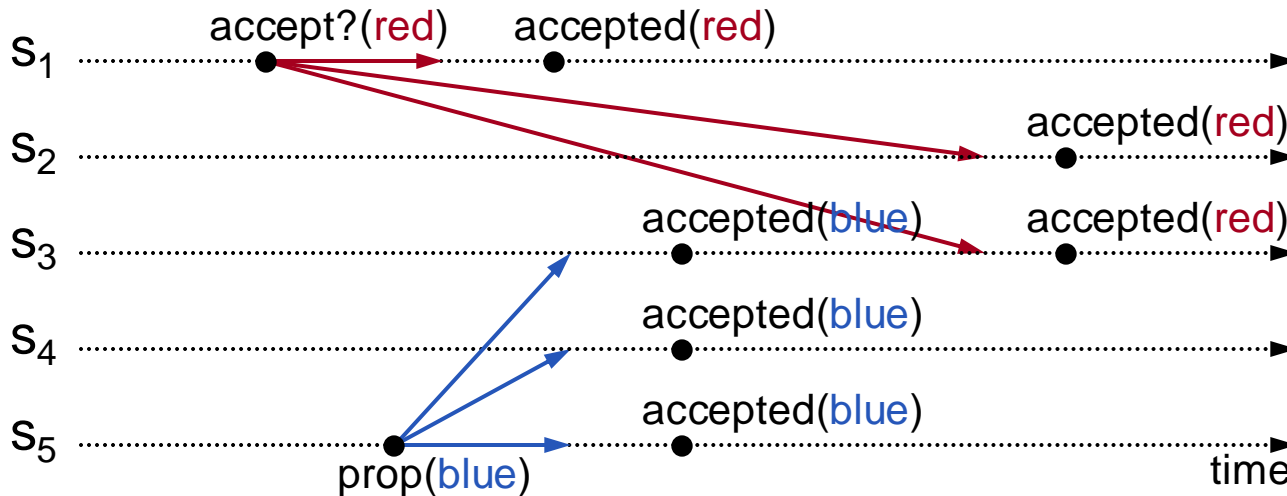 accept?(red) accepted(red)
S1
accepted(red)
S2
accepted(blue) accepted(red)
S3
accepted(blue)
S4
accepted(blue)
S5
prop(blue) time